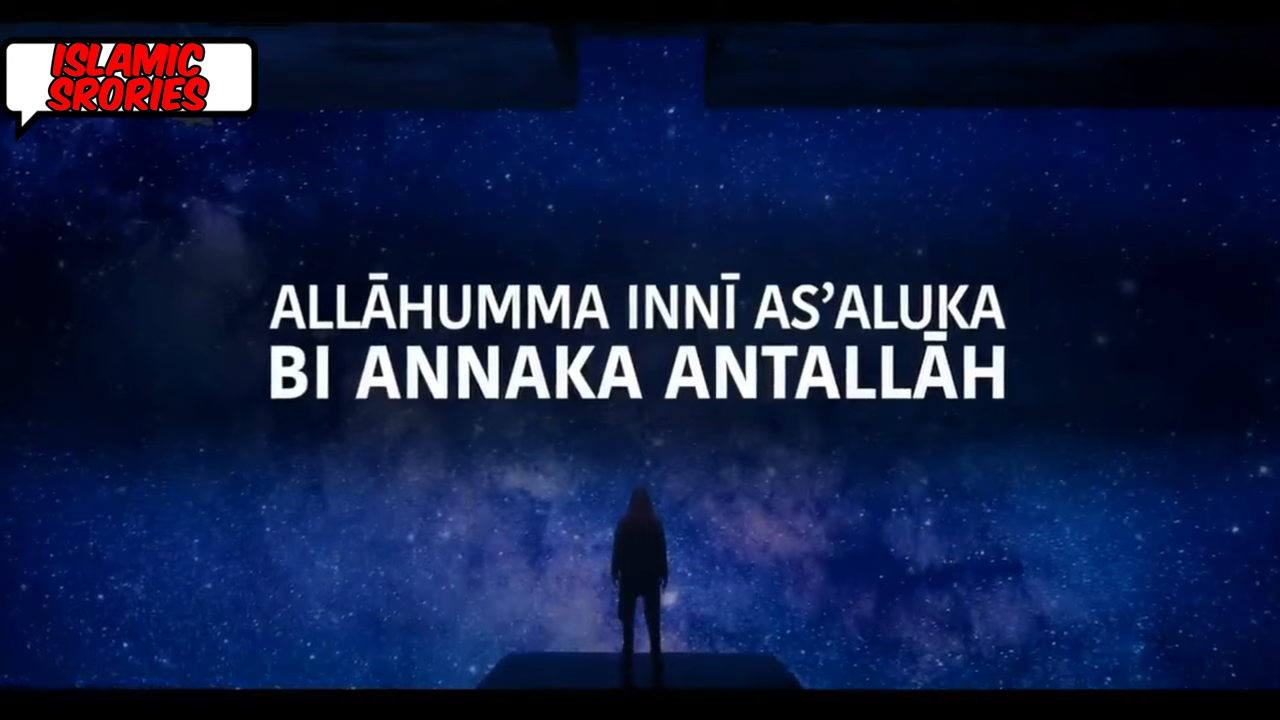 ISLAMIC
SRORIES
ALLĀHUMMA INNĪ AS’ALUKA
BI ANNAKA ANTALLĀH